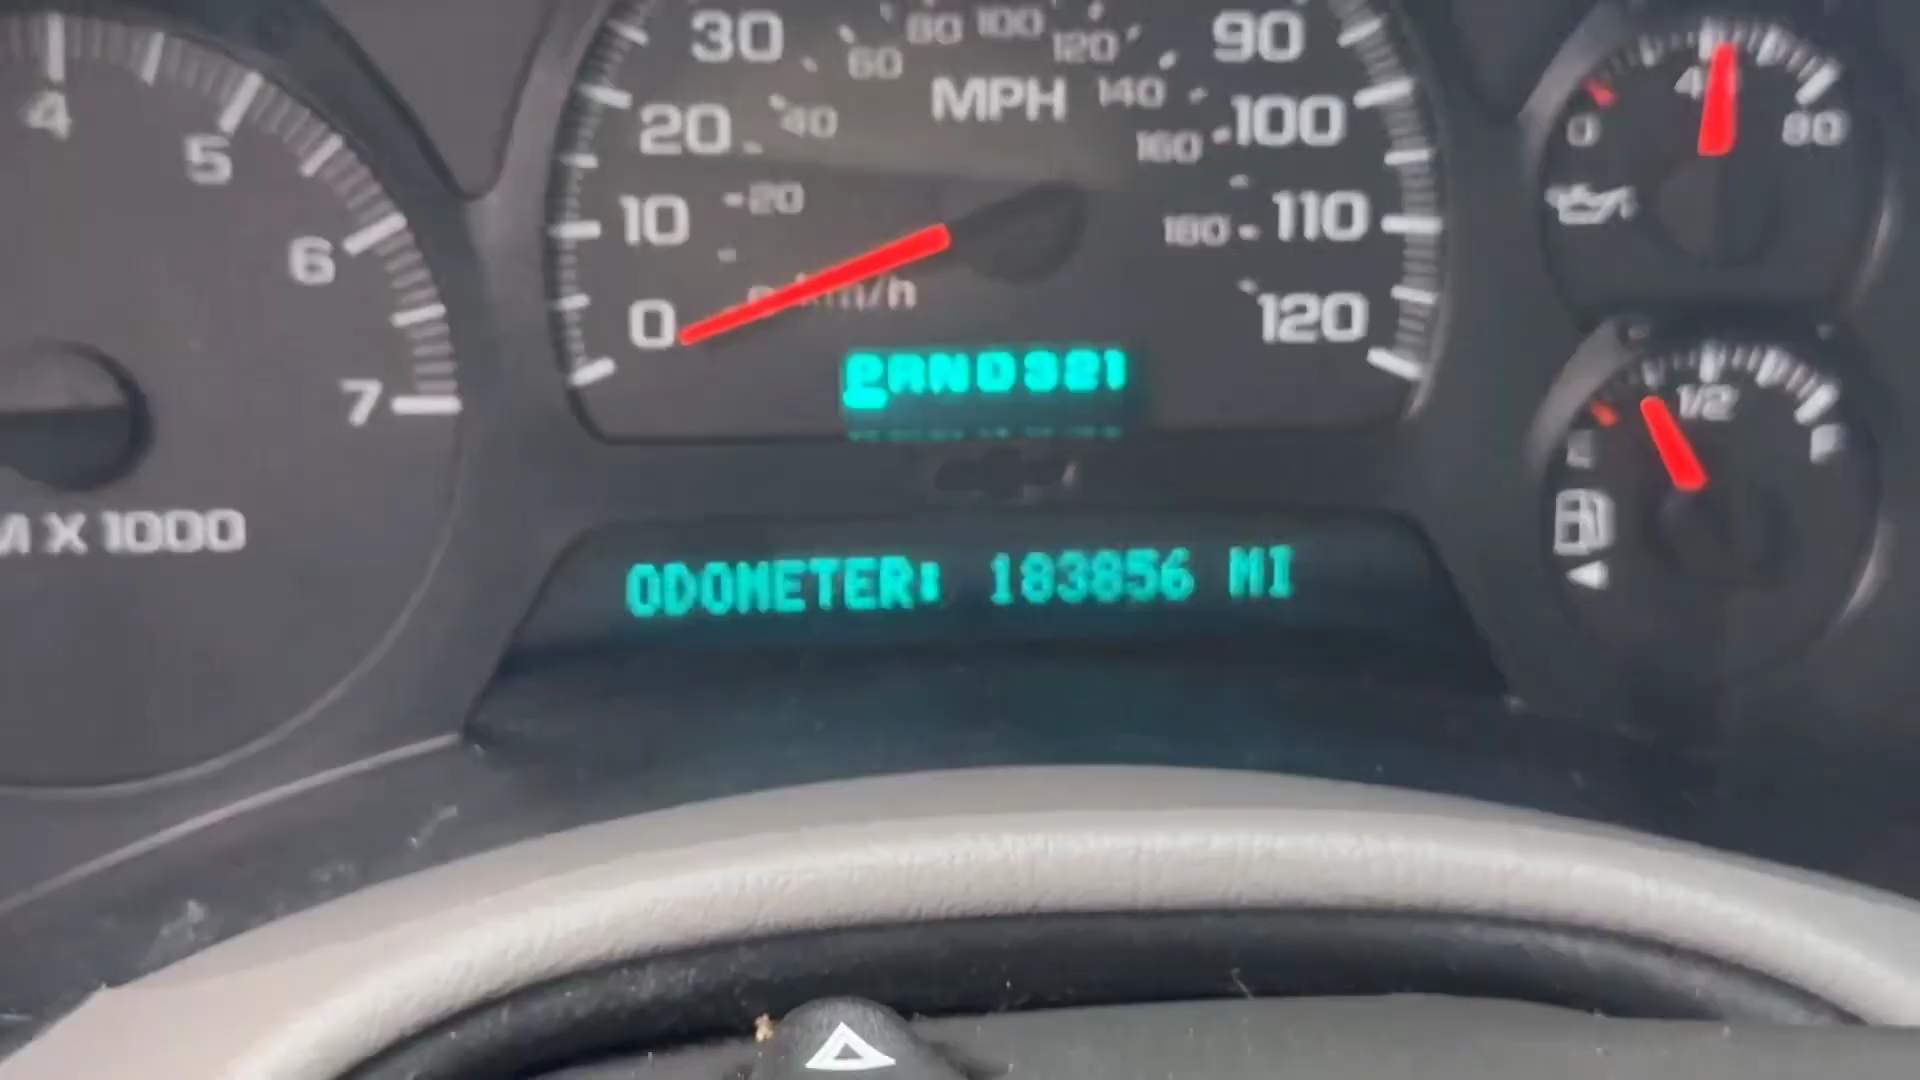 30 80 100 120 90
60
MPH 140
4 20 40 160 100 0 4 80
5
10 20 180 110
6
0 km/h 120
PRND321
7 1/2
M X 1000
ODOMETER: 183856 MI